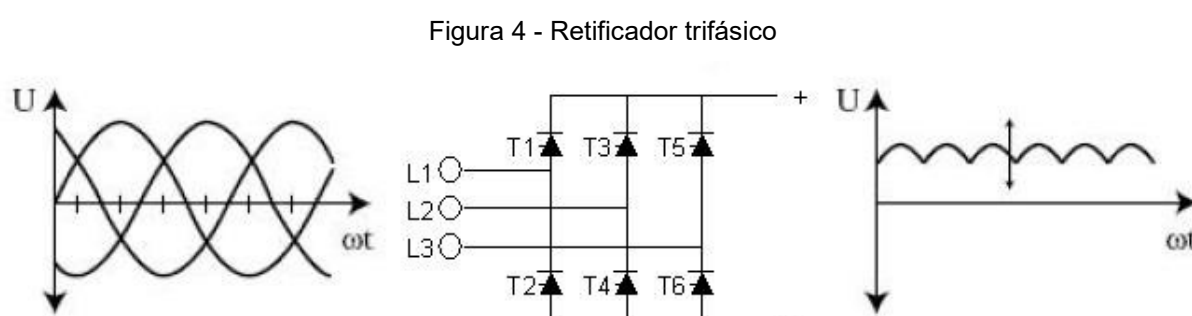 Figura 4 - Retificador trifásico
U
ωt
L1
L2
L3
T1
T3
T5
T2
T4
T6
+
U
ωt